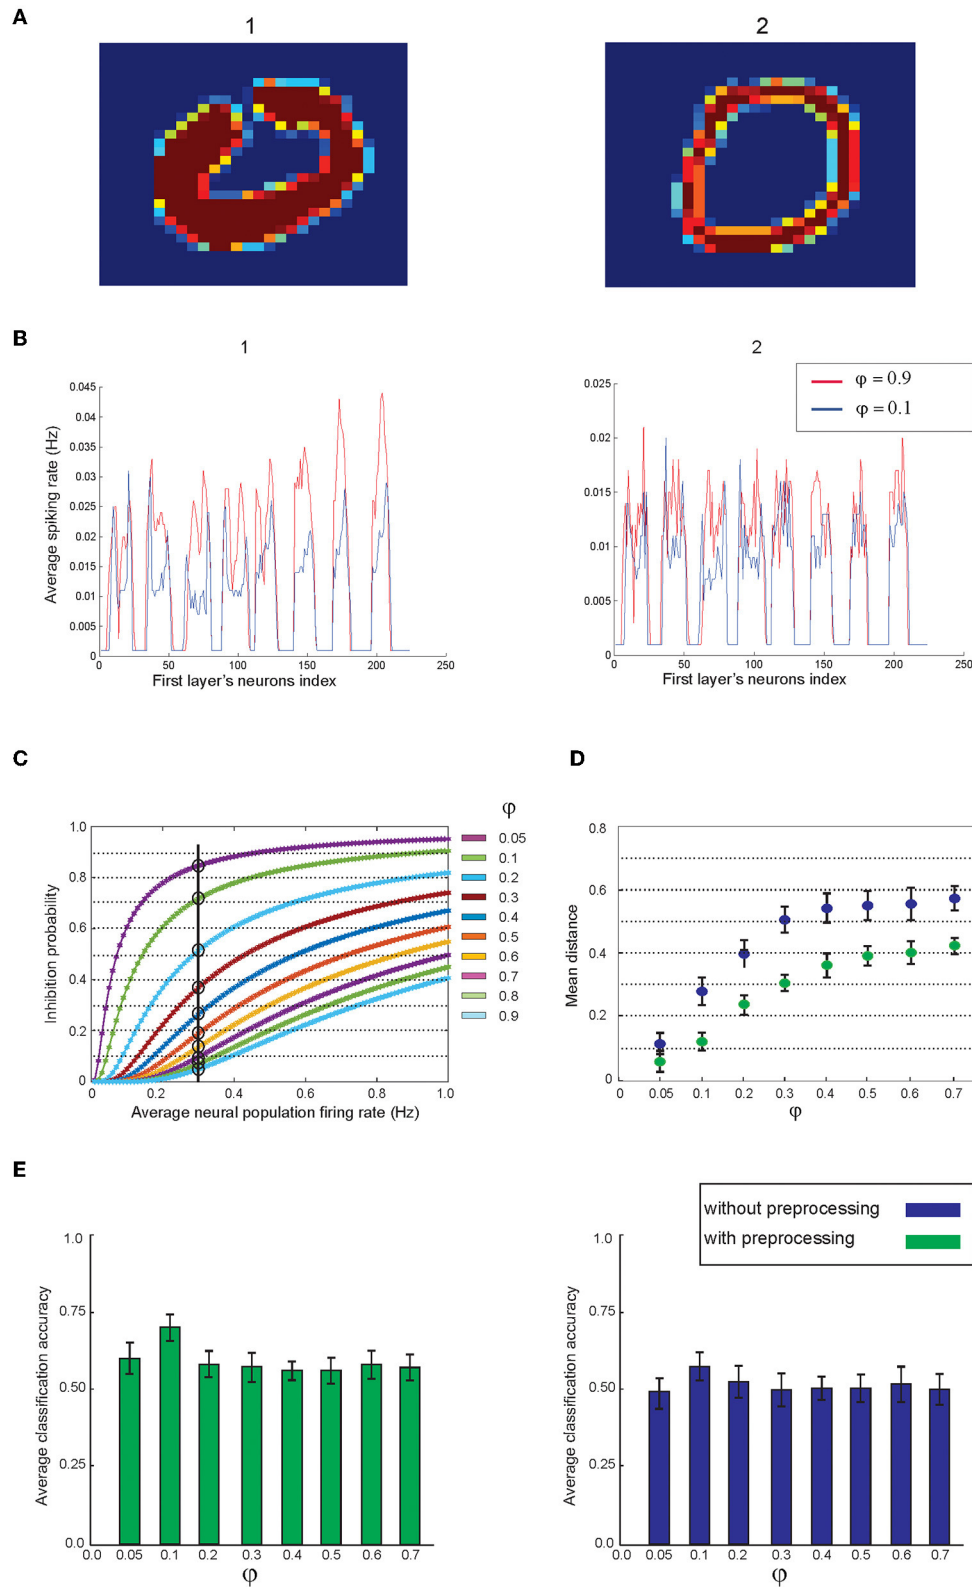 A
1
2
B
1
2
φ = 0.9
φ = 0.1
Average spiking rate (Hz)
0.045
0.04
0.035
0.03
0.025
0.02
0.015
0.01
0.005
0
0 50 100 150 200 250
First layer's neurons index
0.025
0.02
0.015
0.01
0.005
0
0 50 100 150 200 250
First layer's neurons index
C
Inhibition probability
1.0
0.8
0.6
0.4
0.2
0
0 0.2 0.4 0.6 0.8 1.0
Average neural population firing rate (Hz)
φ
0.05
0.1
0.2
0.3
0.4
0.5
0.6
0.7
0.8
0.9
D
Mean distance
0.8
0.6
0.4
0.2
0
0 0.05 0.1 0.2 0.3 0.4 0.5 0.6 0.7
φ
E
Average classification accuracy
1.0
0.75
0.50
0.25
0.0
0.0 0.05 0.1 0.2 0.3 0.4 0.5 0.6 0.7
φ
without preprocessing
with preprocessing
Average classification accuracy
1.0
0.75
0.50
0.25
0.0
0.0 0.05 0.1 0.2 0.3 0.4 0.5 0.6 0.7
φ